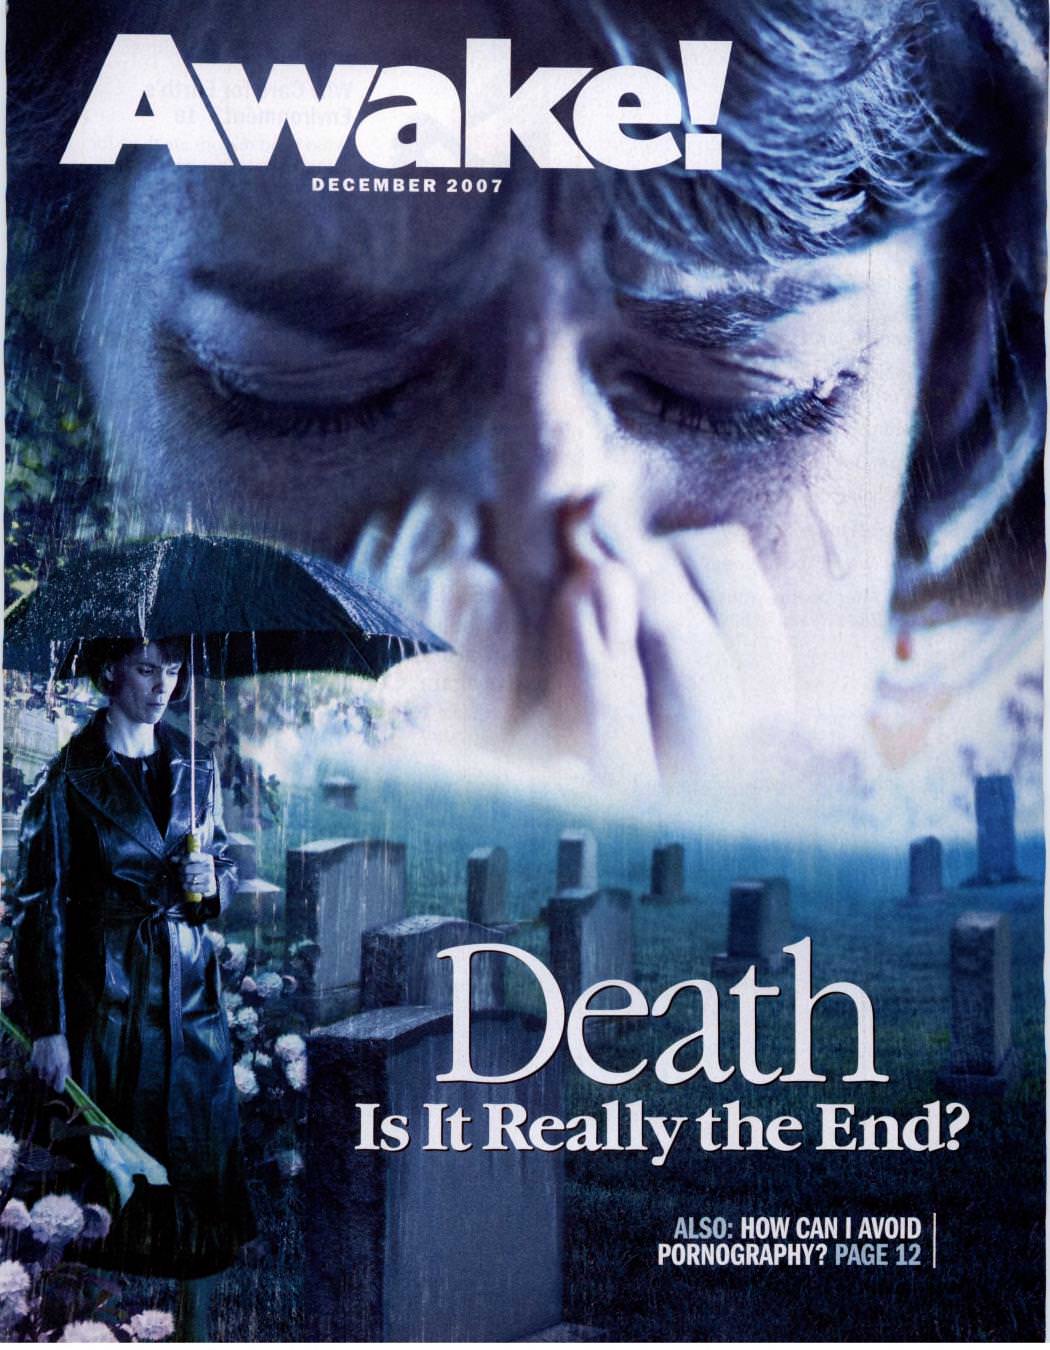 Awake!
DECEMBER 2007
Death
Is It Really the End?
ALSO: HOW CAN I AVOID
PORNOGRAPHY? PAGE 12